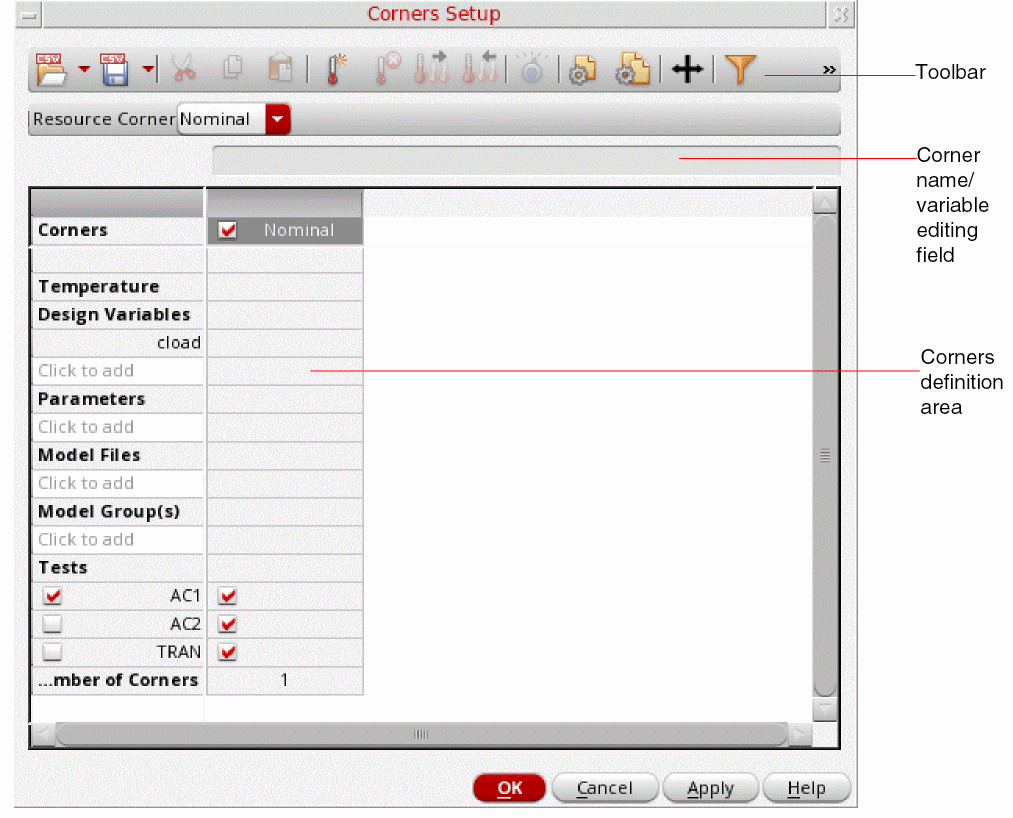 Corners Setup
CSV CSV »
Toolbar
Resource Corner Nominal
Corner
name/
variable
editing
field
Corners Nominal
Temperature
Design Variables
cload
Click to add
Corners
definition
area
Parameters
Click to add
Model Files
Click to add
Model Group(s)
Click to add
Tests
AC1
AC2
TRAN
...mber of Corners 1
OK Cancel Apply Help